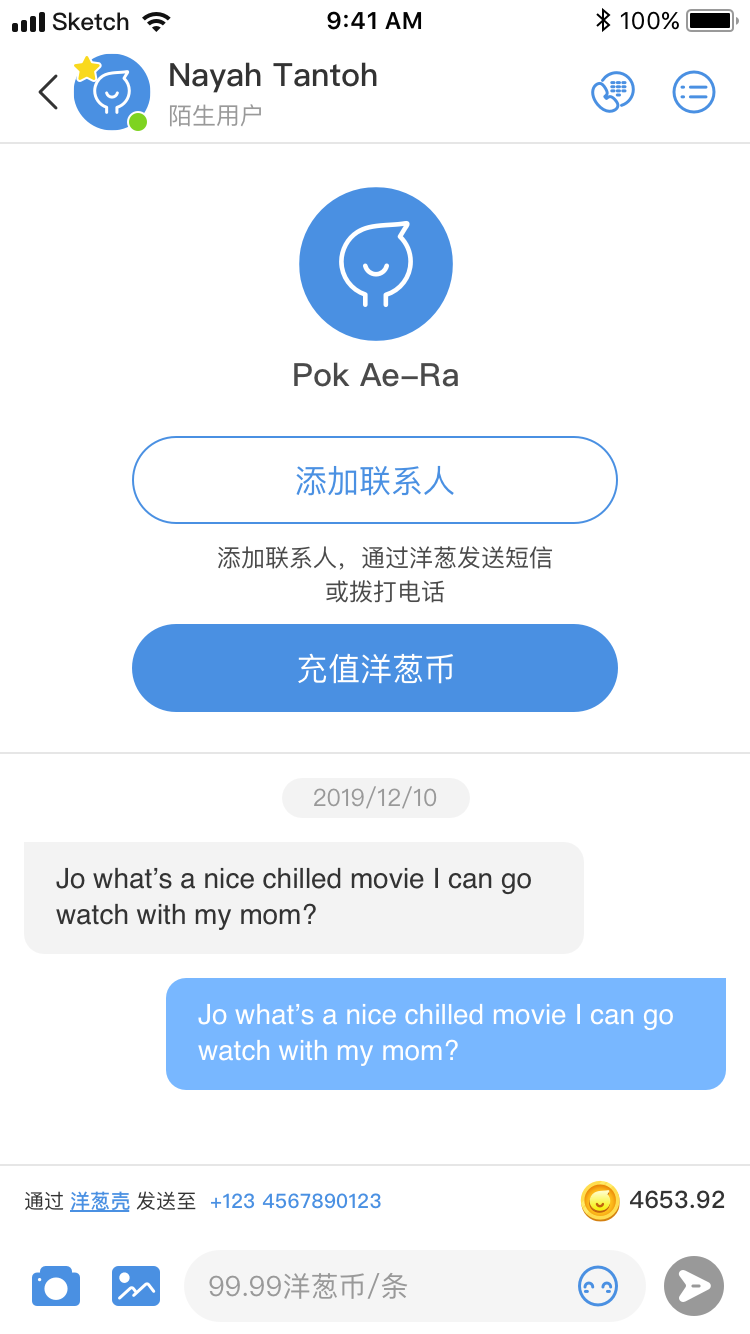 Sketch 9:41 AM 100%
Nayah Tantoh
陌生用户
Pok Ae–Ra
添加联系人
添加联系人，通过洋葱发送短信
或拨打电话
充值洋葱币
2019/12/10
Jo what’s a nice chilled movie I can go
watch with my mom?
Jo what’s a nice chilled movie I can go
watch with my mom?
通过 洋葱壳 发送至 +123 4567890123 4653.92
99.99洋葱币/条